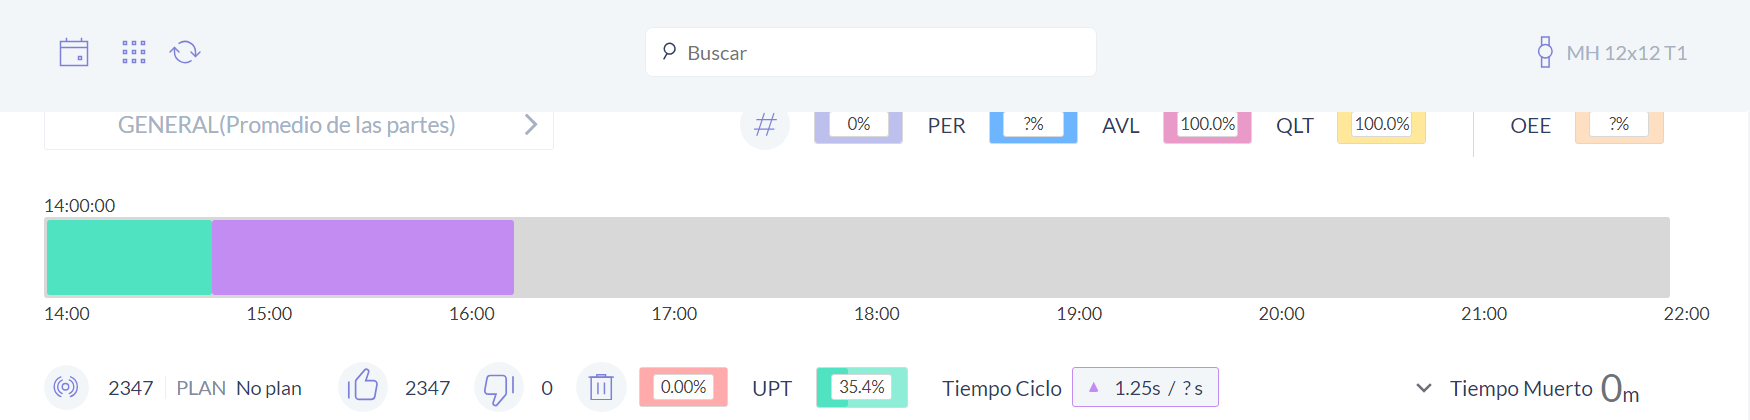 Buscar
MH 12x12 T1
GENERAL(Promedio de las partes)
0% PER ?% AVL 100.0% QLT 100.0% OEE ?%
14:00:00
14:00 15:00 16:00 17:00 18:00 19:00 20:00 21:00 22:00
2347 PLAN No plan 2347 0 0.00% UPT 35.4% Tiempo Ciclo 1.25s / ? s Tiempo Muerto 0m